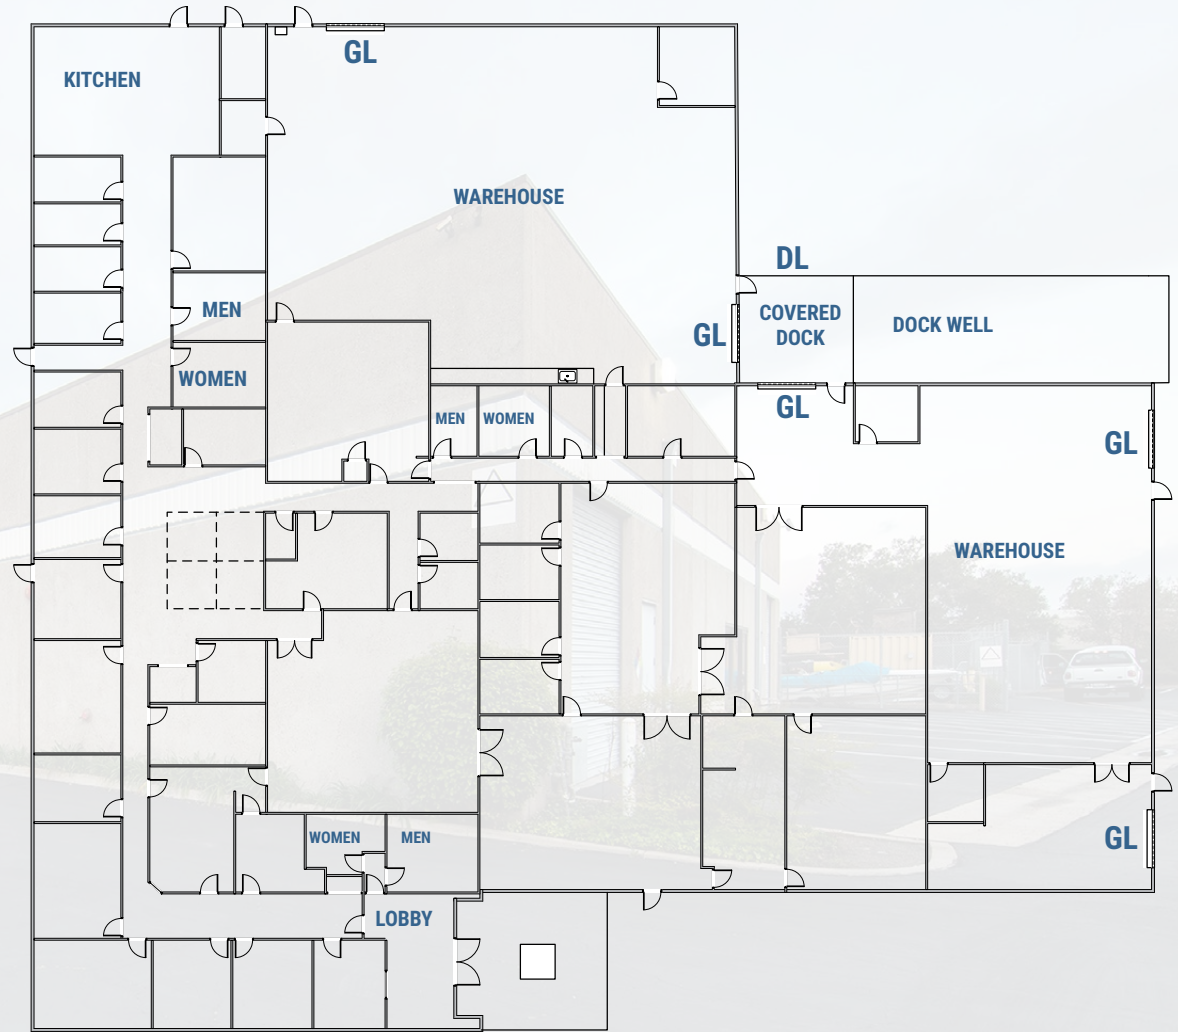 GL
KITCHEN
WAREHOUSE
DL
COVERED
DOCK
DOCK WELL
MEN
GL
WOMEN
GL
MEN
WOMEN
GL
WAREHOUSE
WOMEN
MEN
GL
LOBBY